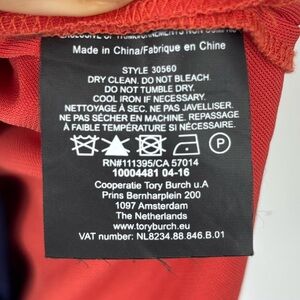 EXCLUSIVE OF
Made in China/Fabrique en Chine
STYLE 30560
DRY CLEAN. DO NOT BLEACH.
DO NOT TUMBLE DRY.
COOL IRON IF NECESSARY.
NETTOYAGE À SEC. NE PAS JAVELLISER.
NE PAS SÉCHER EN MACHINE. REPASSAGE
À FAIBLE TEMPÉRATURE SI NÉCESSAIRE.
P
RN#111395/CA 57014
10004481 04-16
Cooperatie Tory Burch u.A
Prins Bernharplein 200
1097 Amsterdam
The Netherlands
www.toryburch.eu
VAT number: NL8234.88.846.B.01